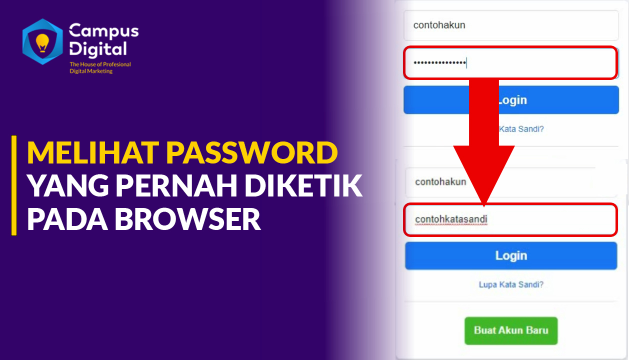 Campus
Digital
The House of Profesional
Digital Marketing
MELIHAT PASSWORD
YANG PERNAH DIKETIK
PADA BROWSER
contohakun
•••••••••••••••
Login
Kata Sandi?
contohakun
contohkatasandi
Login
Lupa Kata Sandi?
Buat Akun Baru